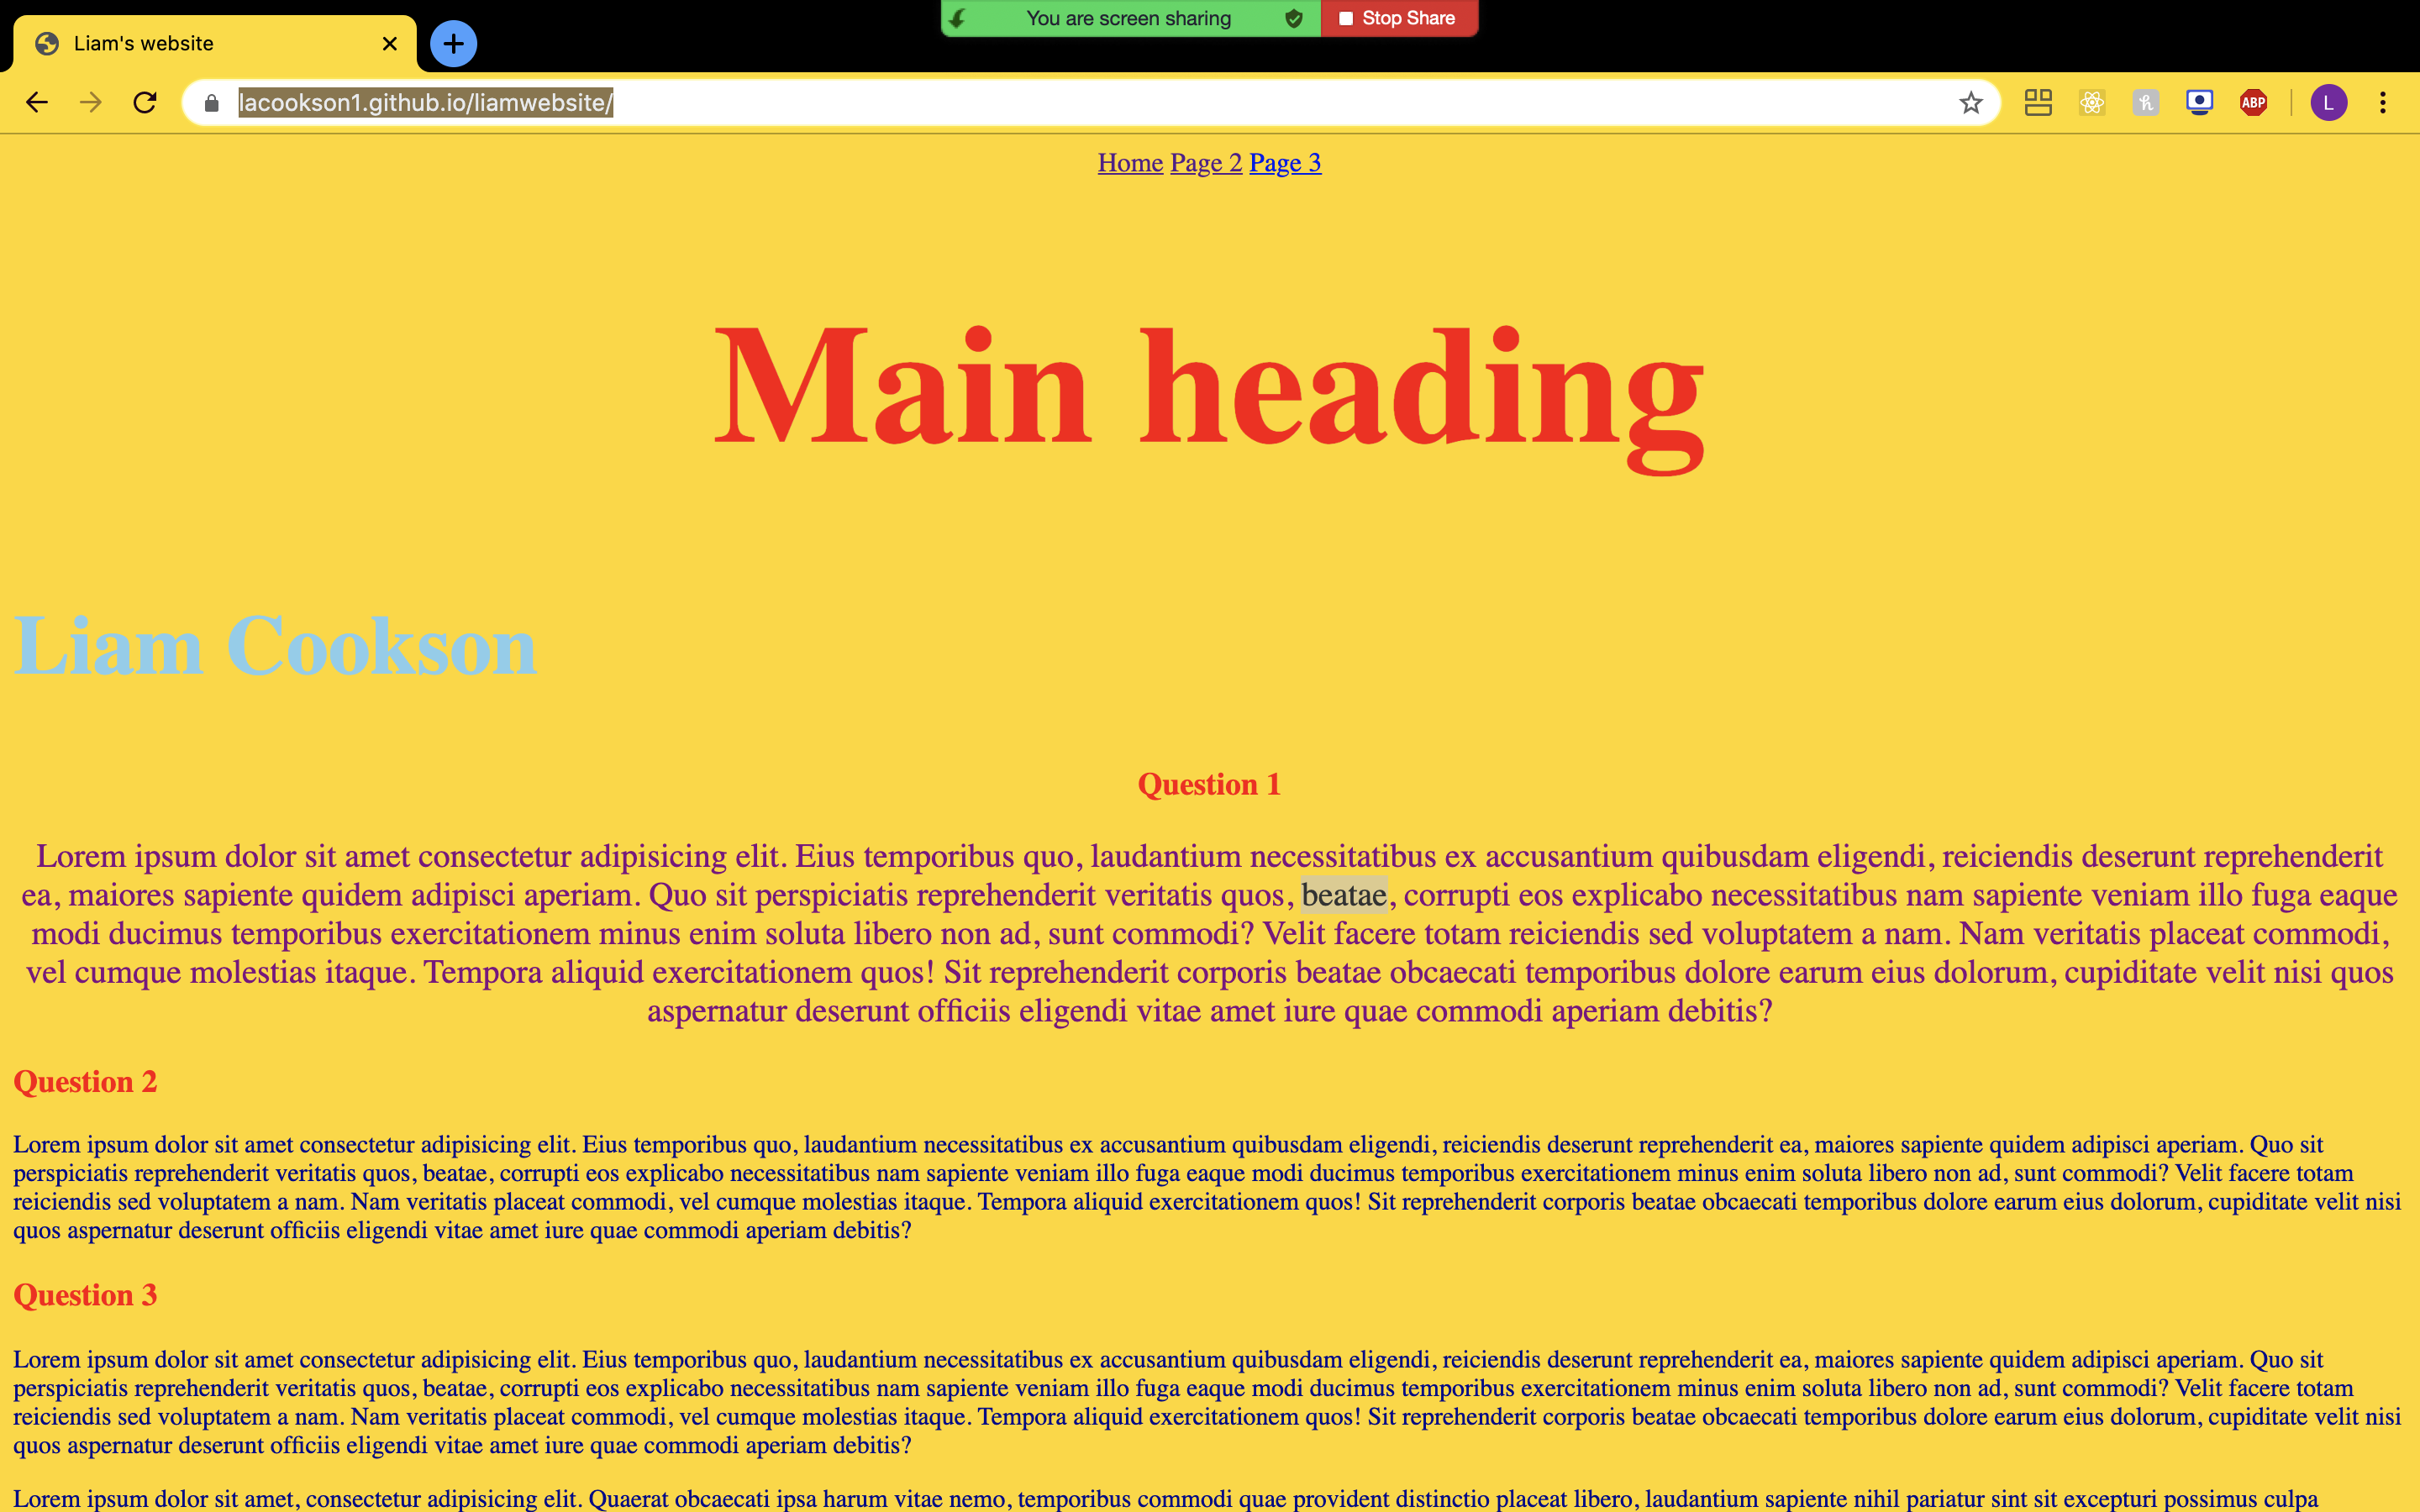 You are screen sharing
Stop Share
Liam's website
lacookson1.github.io/liamwebsite/
ABP
L
Home Page 2 Page 3
Main heading
Liam Cookson
Question 1
Lorem ipsum dolor sit amet consectetur adipisicing elit. Eius temporibus quo, laudantium necessitatibus ex accusantium quibusdam eligendi, reiciendis deserunt reprehenderit
ea, maiores sapiente quidem adipisci aperiam. Quo sit perspiciatis reprehenderit veritatis quos, beatae, corrupti eos explicabo necessitatibus nam sapiente veniam illo fuga eaque
modi ducimus temporibus exercitationem minus enim soluta libero non ad, sunt commodi? Velit facere totam reiciendis sed voluptatem a nam. Nam veritatis placeat commodi,
vel cumque molestias itaque. Tempora aliquid exercitationem quos! Sit reprehenderit corporis beatae obcaecati temporibus dolore earum eius dolorum, cupiditate velit nisi quos
aspernatur deserunt officiis eligendi vitae amet iure quae commodi aperiam debitis?
Question 2
Lorem ipsum dolor sit amet consectetur adipisicing elit. Eius temporibus quo, laudantium necessitatibus ex accusantium quibusdam eligendi, reiciendis deserunt reprehenderit ea, maiores sapiente quidem adipisci aperiam. Quo sit
perspiciatis reprehenderit veritatis quos, beatae, corrupti eos explicabo necessitatibus nam sapiente veniam illo fuga eaque modi ducimus temporibus exercitationem minus enim soluta libero non ad, sunt commodi? Velit facere totam
reiciendis sed voluptatem a nam. Nam veritatis placeat commodi, vel cumque molestias itaque. Tempora aliquid exercitationem quos! Sit reprehenderit corporis beatae obcaecati temporibus dolore earum eius dolorum, cupiditate velit nisi
quos aspernatur deserunt officiis eligendi vitae amet iure quae commodi aperiam debitis?
Question 3
Lorem ipsum dolor sit amet consectetur adipisicing elit. Eius temporibus quo, laudantium necessitatibus ex accusantium quibusdam eligendi, reiciendis deserunt reprehenderit ea, maiores sapiente quidem adipisci aperiam. Quo sit
perspiciatis reprehenderit veritatis quos, beatae, corrupti eos explicabo necessitatibus nam sapiente veniam illo fuga eaque modi ducimus temporibus exercitationem minus enim soluta libero non ad, sunt commodi? Velit facere totam
reiciendis sed voluptatem a nam. Nam veritatis placeat commodi, vel cumque molestias itaque. Tempora aliquid exercitationem quos! Sit reprehenderit corporis beatae obcaecati temporibus dolore earum eius dolorum, cupiditate velit nisi
quos aspernatur deserunt officiis eligendi vitae amet iure quae commodi aperiam debitis?
Lorem ipsum dolor sit amet, consectetur adipisicing elit. Quaerat obcaecati ipsa harum vitae nemo, temporibus commodi quae provident distinctio placeat libero, laudantium sapiente nihil pariatur sint sit excepturi possimus culpa